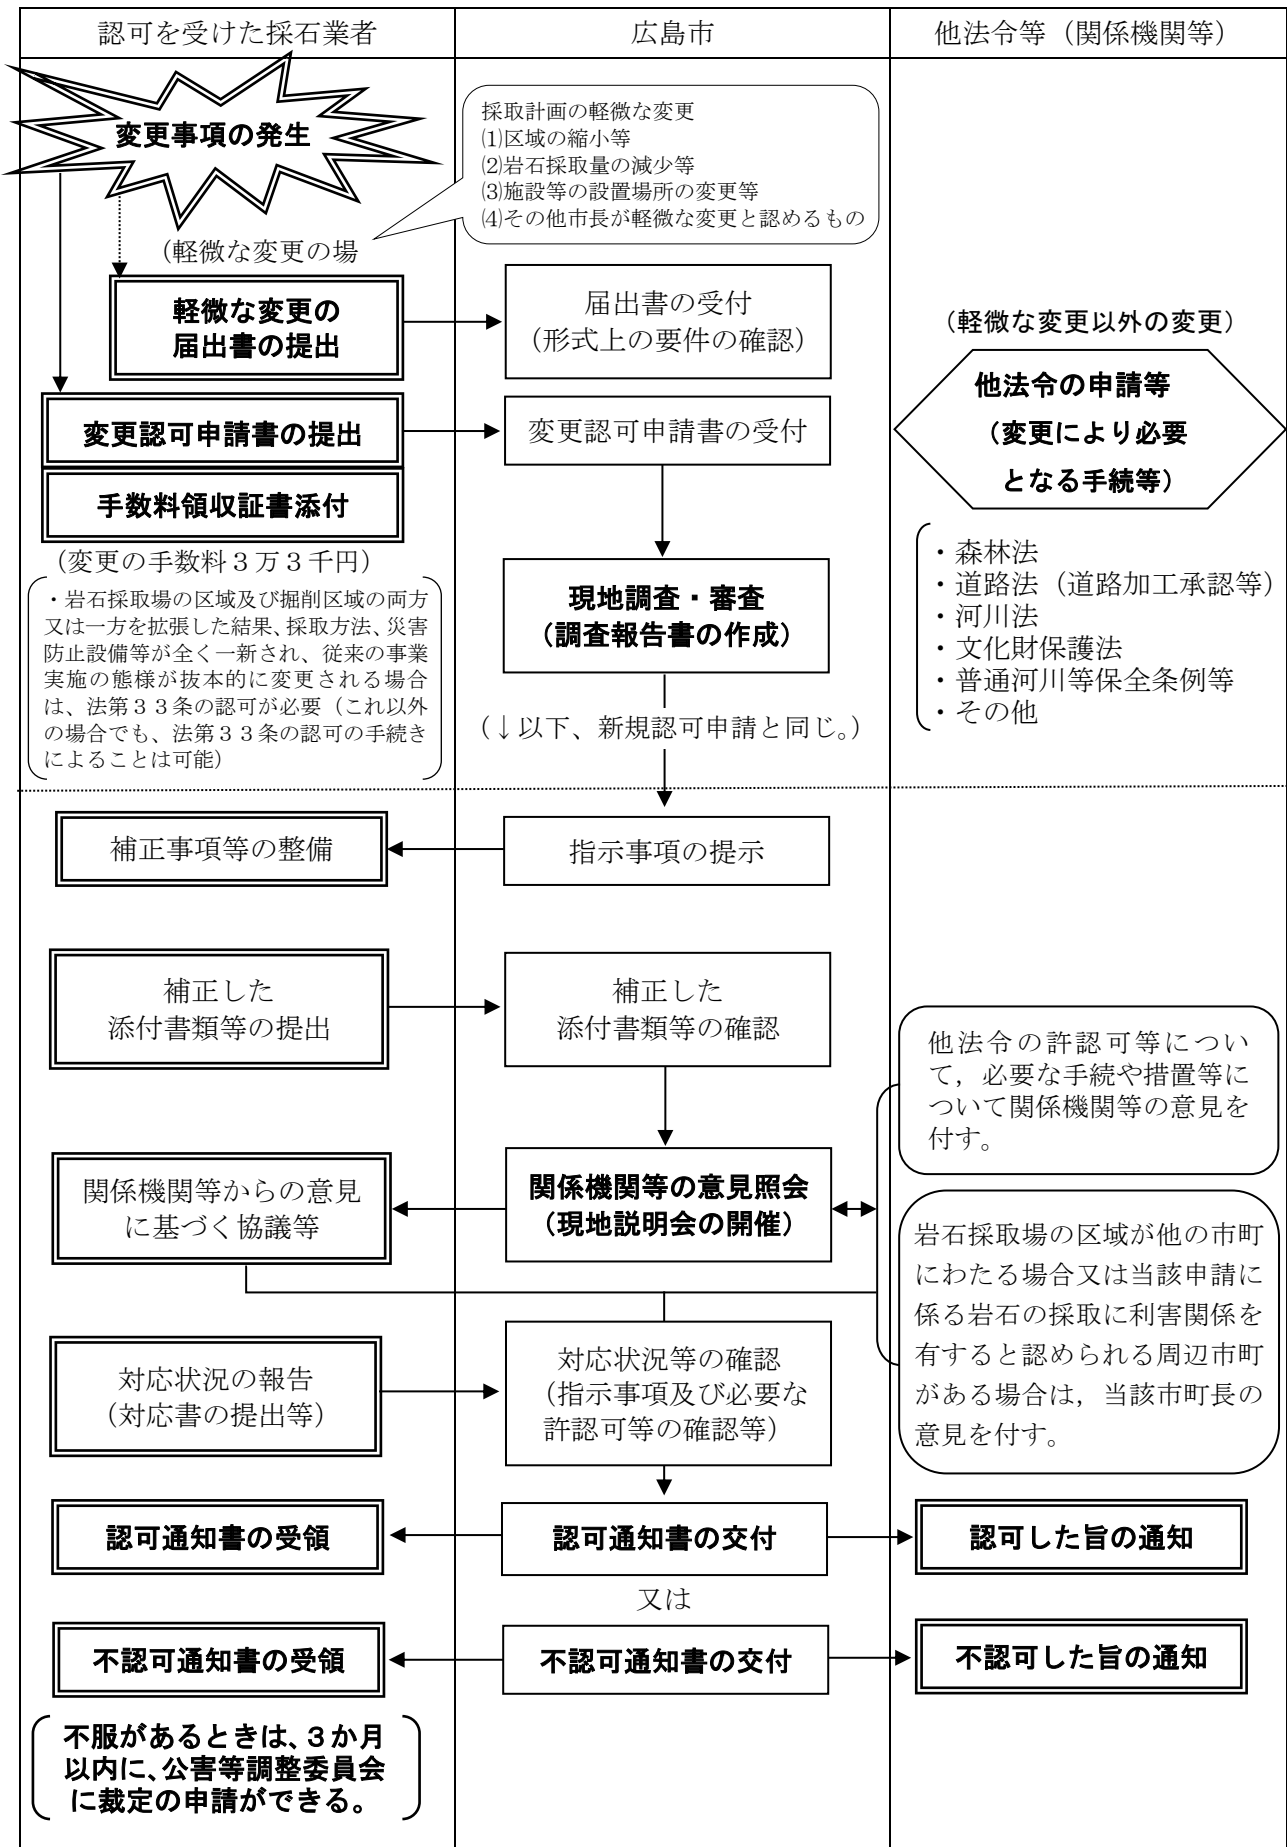 認可を受けた採石業者
広島市
他法令等（関係機関等）
変更事項の発生
採取計画の軽微な変更
⑴区域の縮小等
⑵岩石採取量の減少等
⑶施設等の設置場所の変更等
⑷その他市長が軽微な変更と認めるもの
（軽微な変更の場
軽微な変更の
届出書の提出
届出書の受付
（形式上の要件の確認）
（軽微な変更以外の変更）
他法令の申請等
（変更により必要
となる手続等）
変更認可申請書の提出
変更認可申請書の受付
手数料領収証書添付
（変更の手数料３万３千円）
・岩石採取場の区域及び掘削区域の両方
又は一方を拡張した結果、採取方法、災害
防止設備等が全く一新され、従来の事業
実施の態様が抜本的に変更される場合
は、法第３３条の認可が必要（これ以外
の場合でも、法第３３条の認可の手続き
によることは可能）
現地調査・審査
（調査報告書の作成）
・森林法
・道路法（道路加工承認等）
・河川法
・文化財保護法
・普通河川等保全条例等
・その他
（↓以下、新規認可申請と同じ。）
補正事項等の整備
指示事項の提示
補正した
添付書類等の提出
補正した
添付書類等の確認
他法令の許認可等につい
て，必要な手続や措置等に
ついて関係機関等の意見を
付す。
関係機関等からの意見
に基づく協議等
関係機関等の意見照会
（現地説明会の開催）
岩石採取場の区域が他の市町
にわたる場合又は当該申請に
係る岩石の採取に利害関係を
有すると認められる周辺市町
がある場合は，当該市町長の
意見を付す。
対応状況の報告
（対応書の提出等）
対応状況等の確認
（指示事項及び必要な
許認可等の確認等）
認可通知書の受領
認可通知書の交付
認可した旨の通知
又は
不認可通知書の受領
不認可通知書の交付
不認可した旨の通知
不服があるときは、３か月
以内に、公害等調整委員会
に裁定の申請ができる。